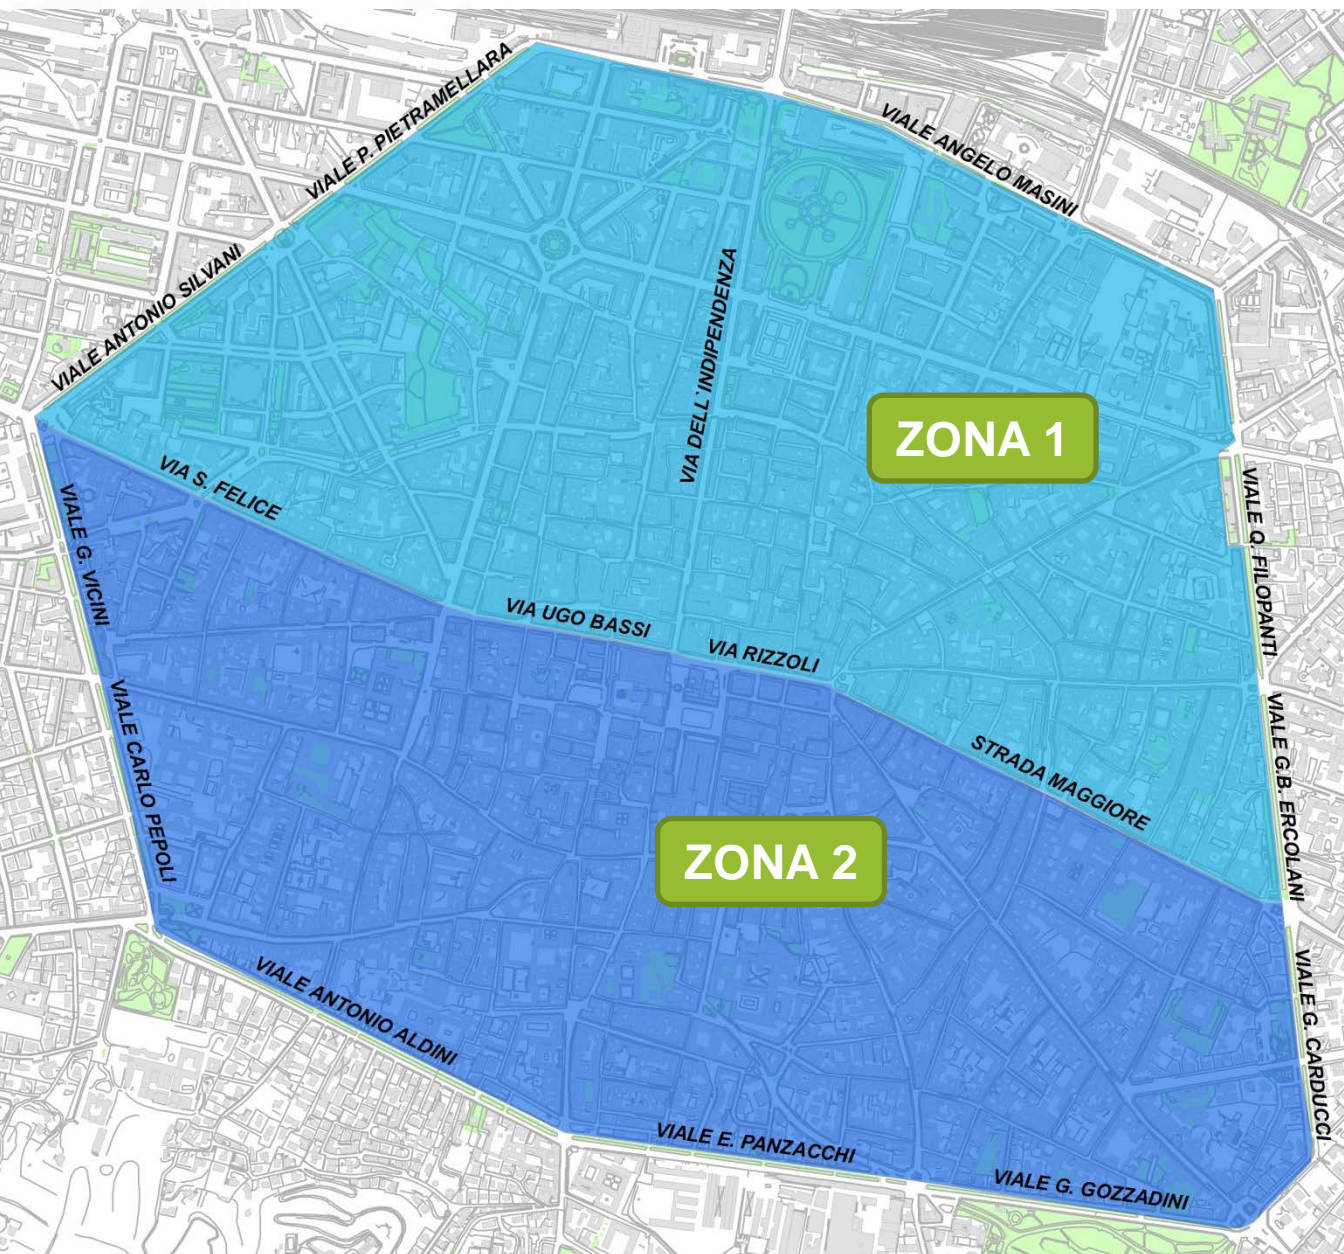 VIALE P. PIETRAMELLARA
VIALE ANGELO MASINI
VIALE ANTONIO SILVANI
VIA DELL`INDIPENDENZA
ZONA 1
VIA S. FELICE
VIALE G. VICINI
VIALE Q. FILOPANTI
VIA UGO BASSI
VIA RIZZOLI
VIALE CARLO PEPOLI
STRADA MAGGIORE
VIALE G.B. ERCOLANI
ZONA 2
VIALE ANTONIO ALDINI
VIALE G. CARDUCCI
VIALE E. PANZACCHI
VIALE G. GOZZADINI